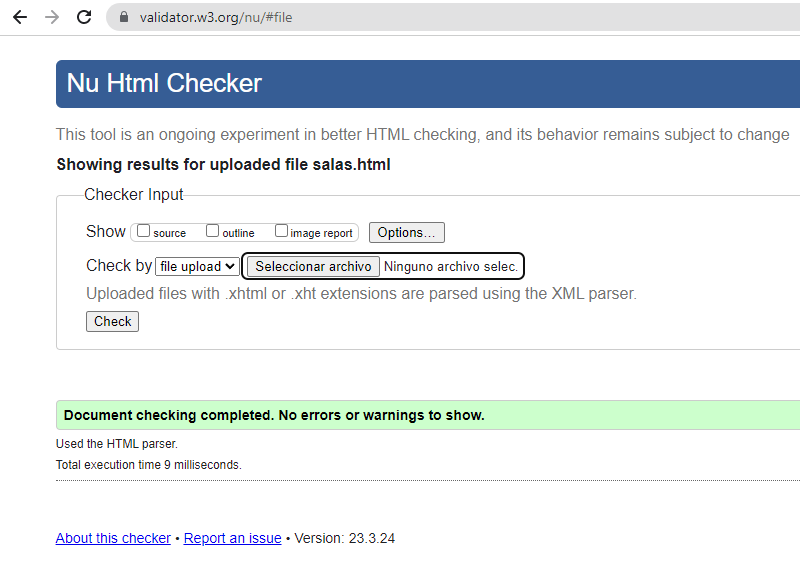 validator.w3.org/nu/#file
Nu Html Checker
This tool is an ongoing experiment in better HTML checking, and its behavior remains subject to change
Showing results for uploaded file salas.html
Checker Input
Show source outline image report Options...
Check by file upload Seleccionar archivo Ninguno archivo selec.
Uploaded files with .xhtml or .xht extensions are parsed using the XML parser.
Check
Document checking completed. No errors or warnings to show.
Used the HTML parser.
Total execution time 9 milliseconds.
About this checker • Report an issue • Version: 23.3.24